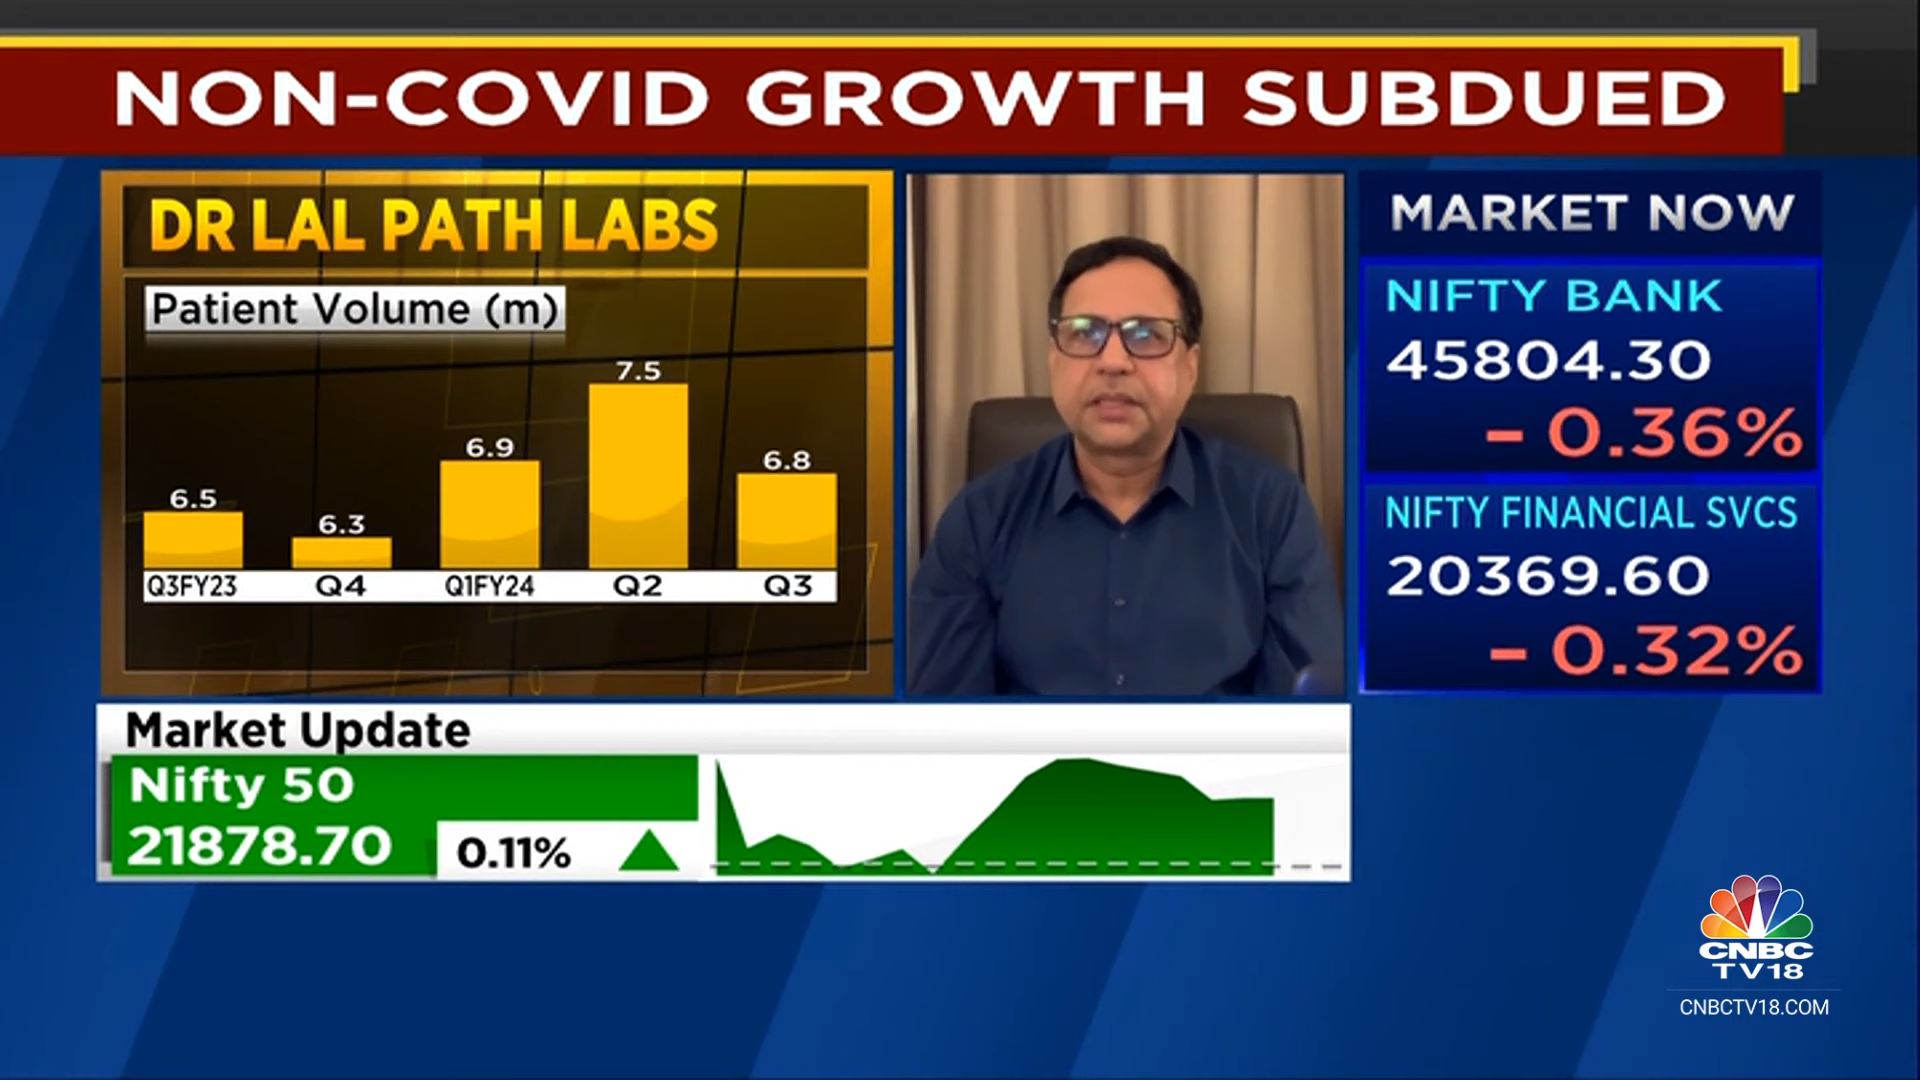 NON-COVID GROWTH SUBDUED
DR LAL PATH LABS
Patient Volume (m)
6.5
6.3
6.9
7.5
6.8
Q3FY23
Q4
Q1FY24
Q2
Q3
MARKET NOW
NIFTY BANK
45804.30
- 0.36%
NIFTY FINANCIAL SVCS
20369.60
- 0.32%
Market Update
Nifty 50
21878.70
0.11%
CNBC
TV18
CNBCTV18.COM